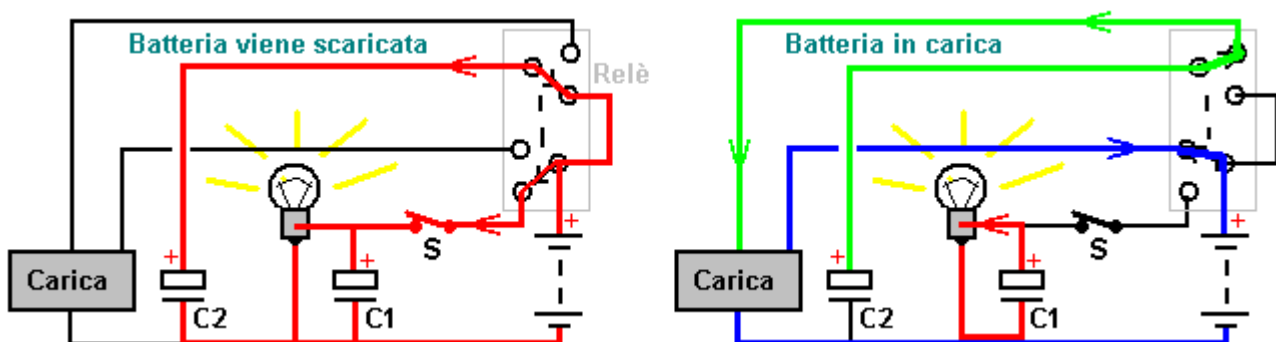 Batteria viene scaricata
Relè
+
S
+
+
Carica
C2
C1
Batteria in carica
+
S
+
+
Carica
C2
C1